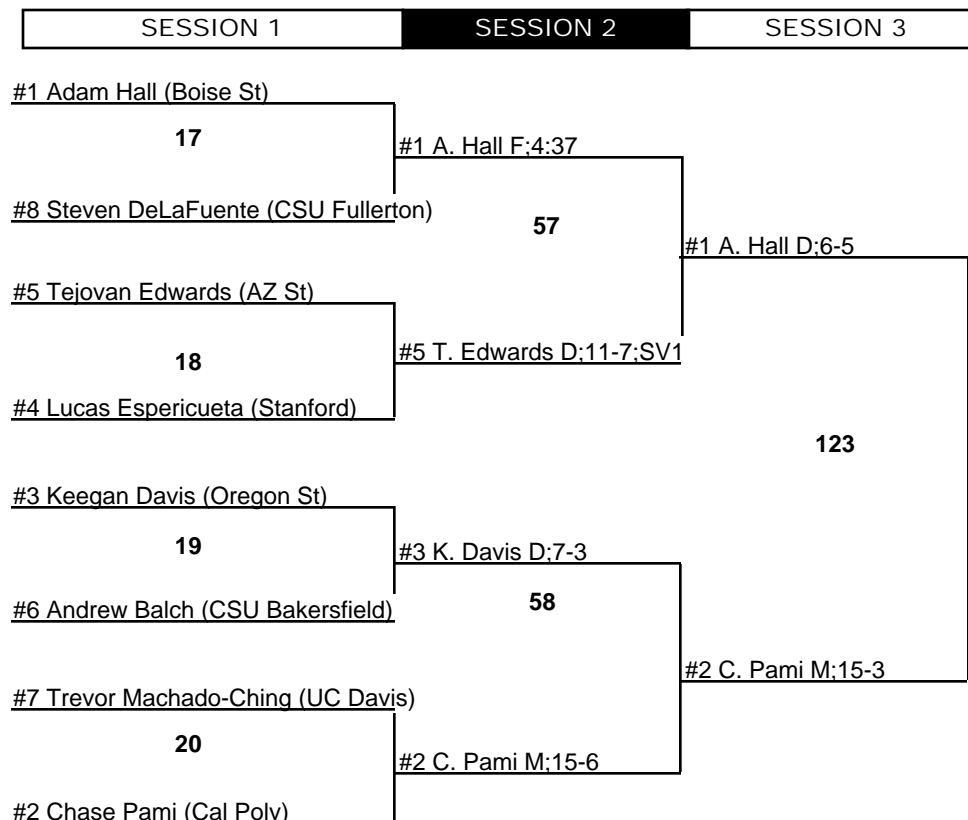 SESSION 1 SESSION 2 SESSION 3
#1 Adam Hall (Boise St)
17
#1 A. Hall F;4:37
#8 Steven DeLaFuente (CSU Fullerton)
57
#1 A. Hall D;6-5
#5 Tejovan Edwards (AZ St)
18
#5 T. Edwards D;11-7;SV1
#4 Lucas Espericueta (Stanford)
123
#3 Keegan Davis (Oregon St)
19
#3 K. Davis D;7-3
#6 Andrew Balch (CSU Bakersfield)
58
#2 C. Pami M;15-3
#7 Trevor Machado-Ching (UC Davis)
20
#2 C. Pami M;15-6
#2 Chase Pami (Cal Poly)